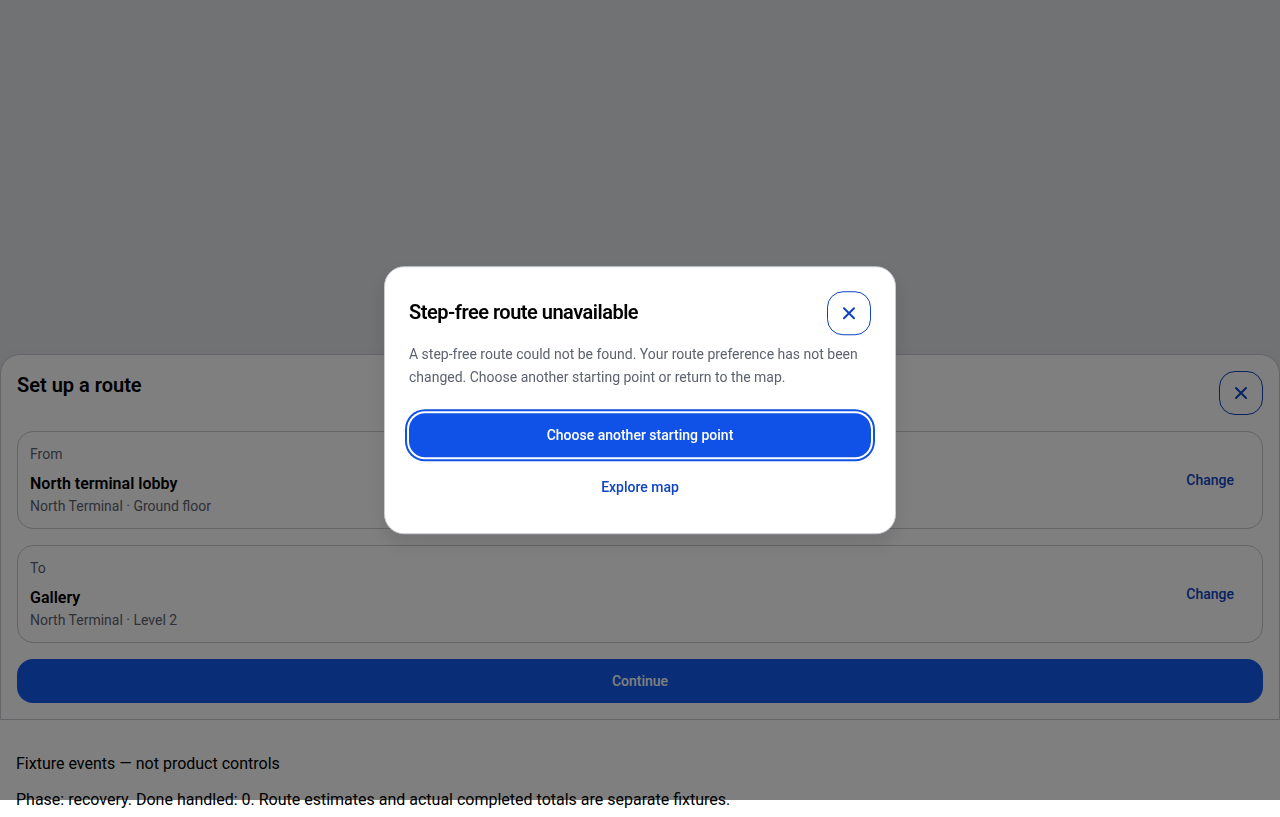 Step-free route unavailable
A step-free route could not be found. Your route preference has not been
changed. Choose another starting point or return to the map.
Choose another starting point
Explore map
Set up a route
From
North terminal lobby
North Terminal · Ground floor
Change
To
Gallery
North Terminal · Level 2
Change
Continue
Fixture events — not product controls
Phase: recovery. Done handled: 0. Route estimates and actual completed totals are separate fixtures.